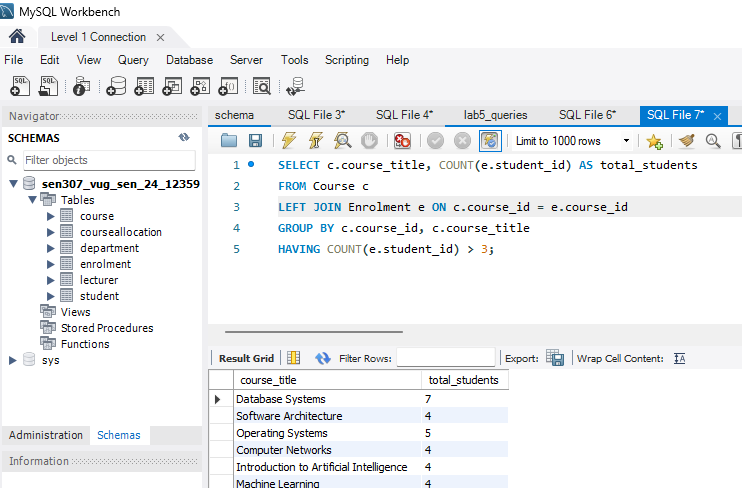 MySQL Workbench
Level 1 Connection ×
File Edit View Query Database Server Tools Scripting Help
Navigator
SCHEMAS
Filter objects
sen307_vug_sen_24_12359
Tables
course
courseallocation
department
enrolment
lecturer
student
Views
Stored Procedures
Functions
sys
Administration Schemas
Information
schema SQL File 3* SQL File 4* lab5_queries SQL File 6* SQL File 7* ×
Limit to 1000 rows
1 SELECT c.course_title, COUNT(e.student_id) AS total_students
2 FROM Course c
3 LEFT JOIN Enrolment e ON c.course_id = e.course_id
4 GROUP BY c.course_id, c.course_title
5 HAVING COUNT(e.student_id) > 3;
Result Grid Filter Rows: Export: Wrap Cell Content:
course_title total_students
Database Systems 7
Software Architecture 4
Operating Systems 5
Computer Networks 4
Introduction to Artificial Intelligence 4
Machine Learning 4